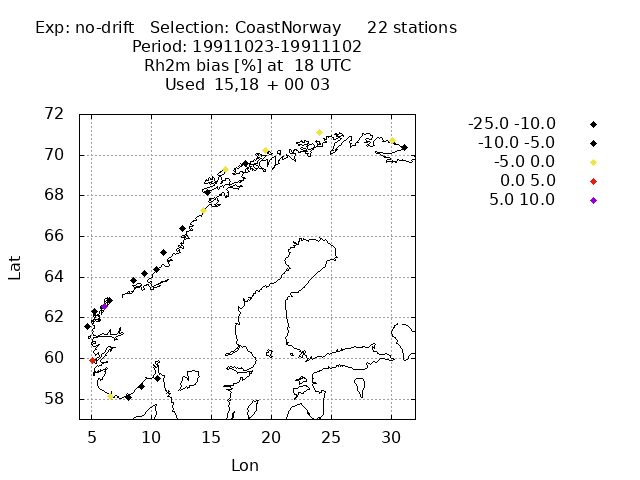 Exp: no-drift   Selection: CoastNorway     22 stations
Period: 19911023-19911102
Rh2m bias [%] at  18 UTC
Used  15,18 + 00 03
-25.0 -10.0
-10.0 -5.0
-5.0 0.0
0.0 5.0
5.0 10.0
72
70
68
66
64
62
60
58
Lat
5 10 15 20 25 30
Lon